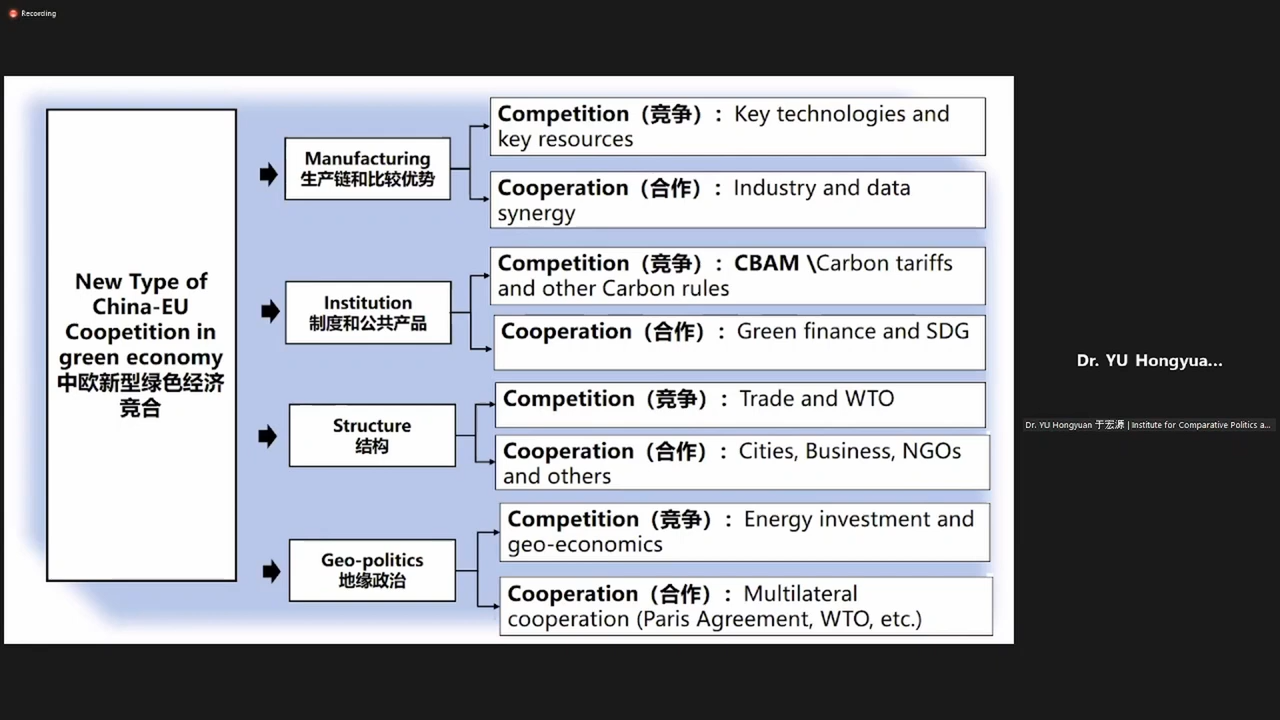 Recording
New Type of
China-EU
Coopetition in
green economy
中欧新型绿色经济
竞合
Manufacturing
生产链和比较优势
Competition（竞争）： Key technologies and
key resources
Cooperation（合作）： Industry and data
synergy
Institution
制度和公共产品
Competition（竞争）： CBAM \Carbon tariffs
and other Carbon rules
Cooperation（合作）： Green finance and SDG
Structure
结构
Competition（竞争）： Trade and WTO
Cooperation（合作）： Cities, Business, NGOs
and others
Geo-politics
地缘政治
Competition（竞争）： Energy investment and
geo-economics
Cooperation（合作）： Multilateral
cooperation (Paris Agreement, WTO, etc.)
Dr. YU Hongyua...
Dr. YU Hongyuan 于宏源 | Institute for Comparative Politics a...